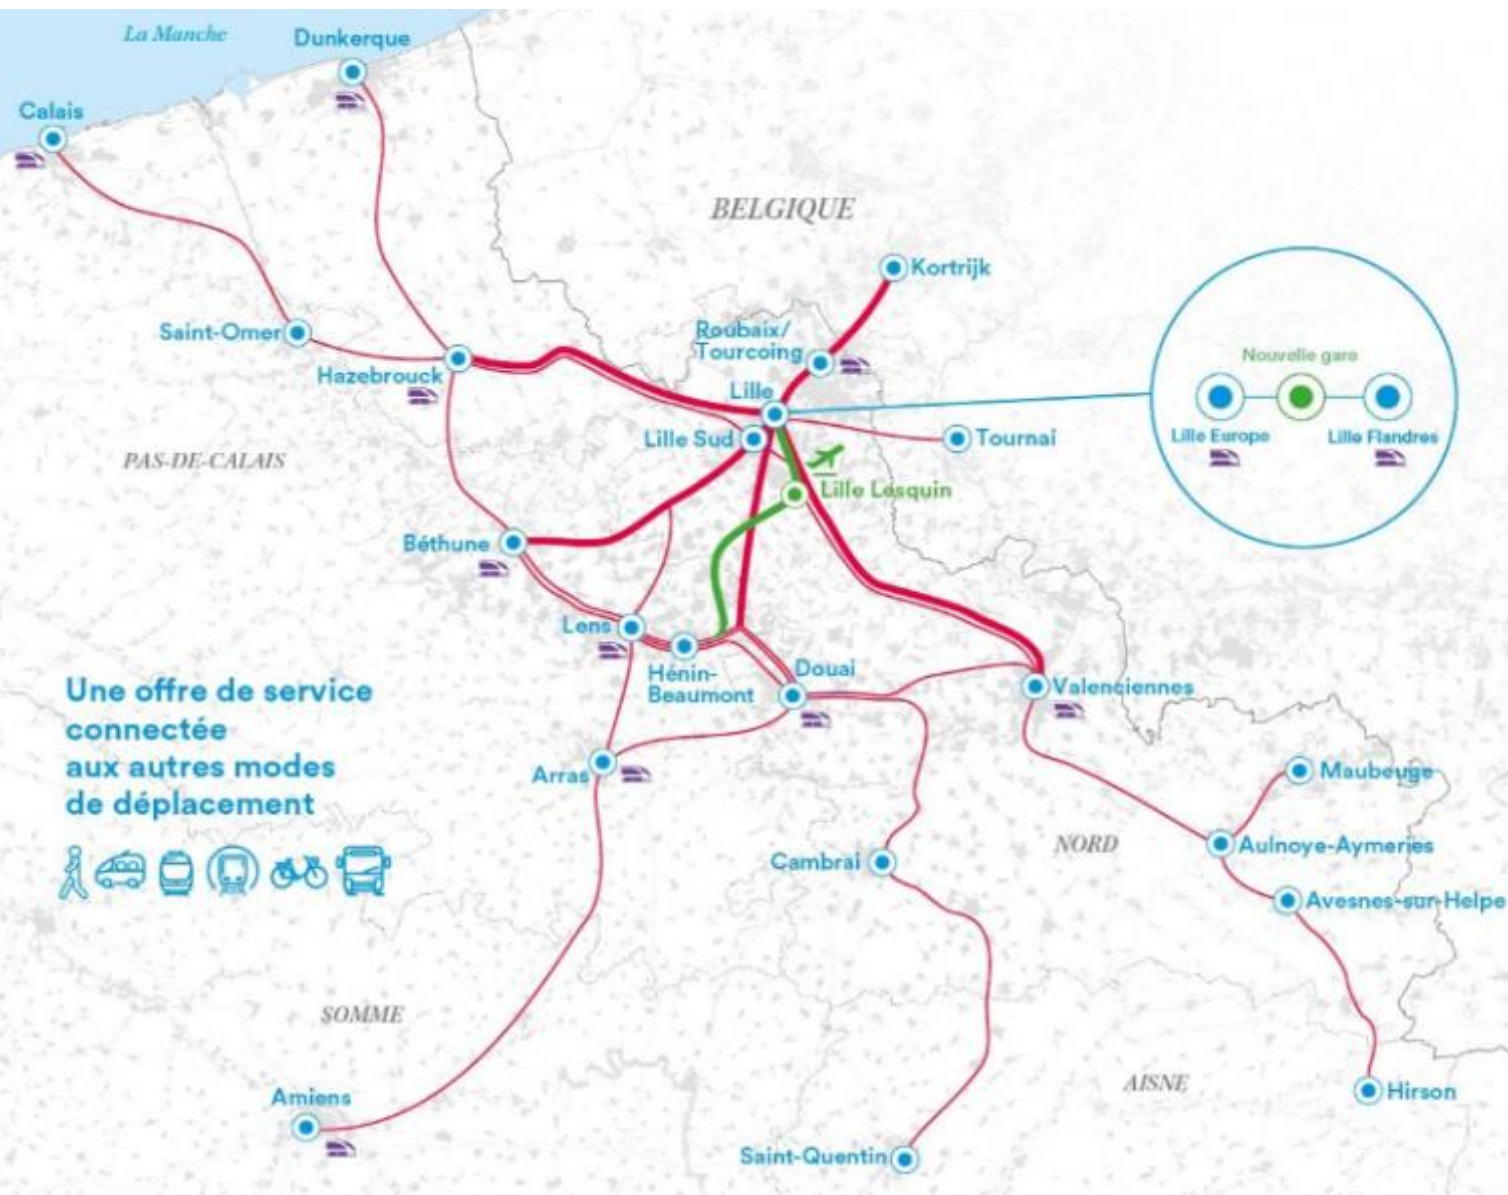 La Manche
Dunkerque
Calais
BELGIQUE
Kortrijk
Saint-Omer
Roubaix/
Tourcoing
Hazebrouck
Lille
Nouvelle gare
Lille Europe
Lille Flandres
Lille Sud
Tournai
PAS-DE-CALAIS
Lille Lesquin
Béthune
Lens
Hénin-
Beaumont
Douai
Valenciennes
Une offre de service
connectée
aux autres modes
de déplacement
Arras
Maubeuge
NORD
Aulnoye-Aymeries
Cambrai
Avesnes-sur-Helpe
SOMME
AISNE
Amiens
Hirson
Saint-Quentin